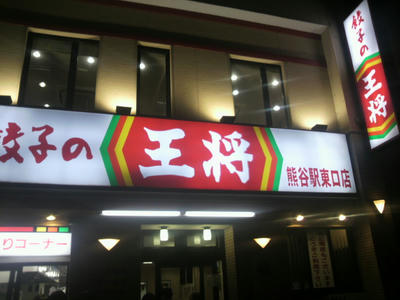 餃子の
王将
餃子の王将
熊谷駅東口店
りコーナー